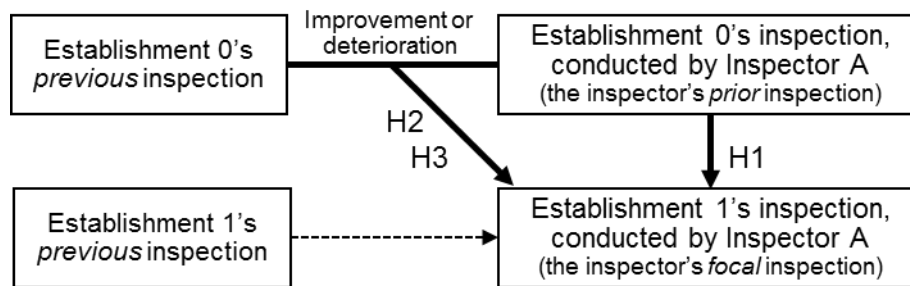 Improvement or
deterioration
Establishment 0's
previous inspection
Establishment 0's inspection,
conducted by Inspector A
(the inspector's prior inspection)
H2
H3
H1
Establishment 1's
previous inspection
Establishment 1's inspection,
conducted by Inspector A
(the inspector's focal inspection)